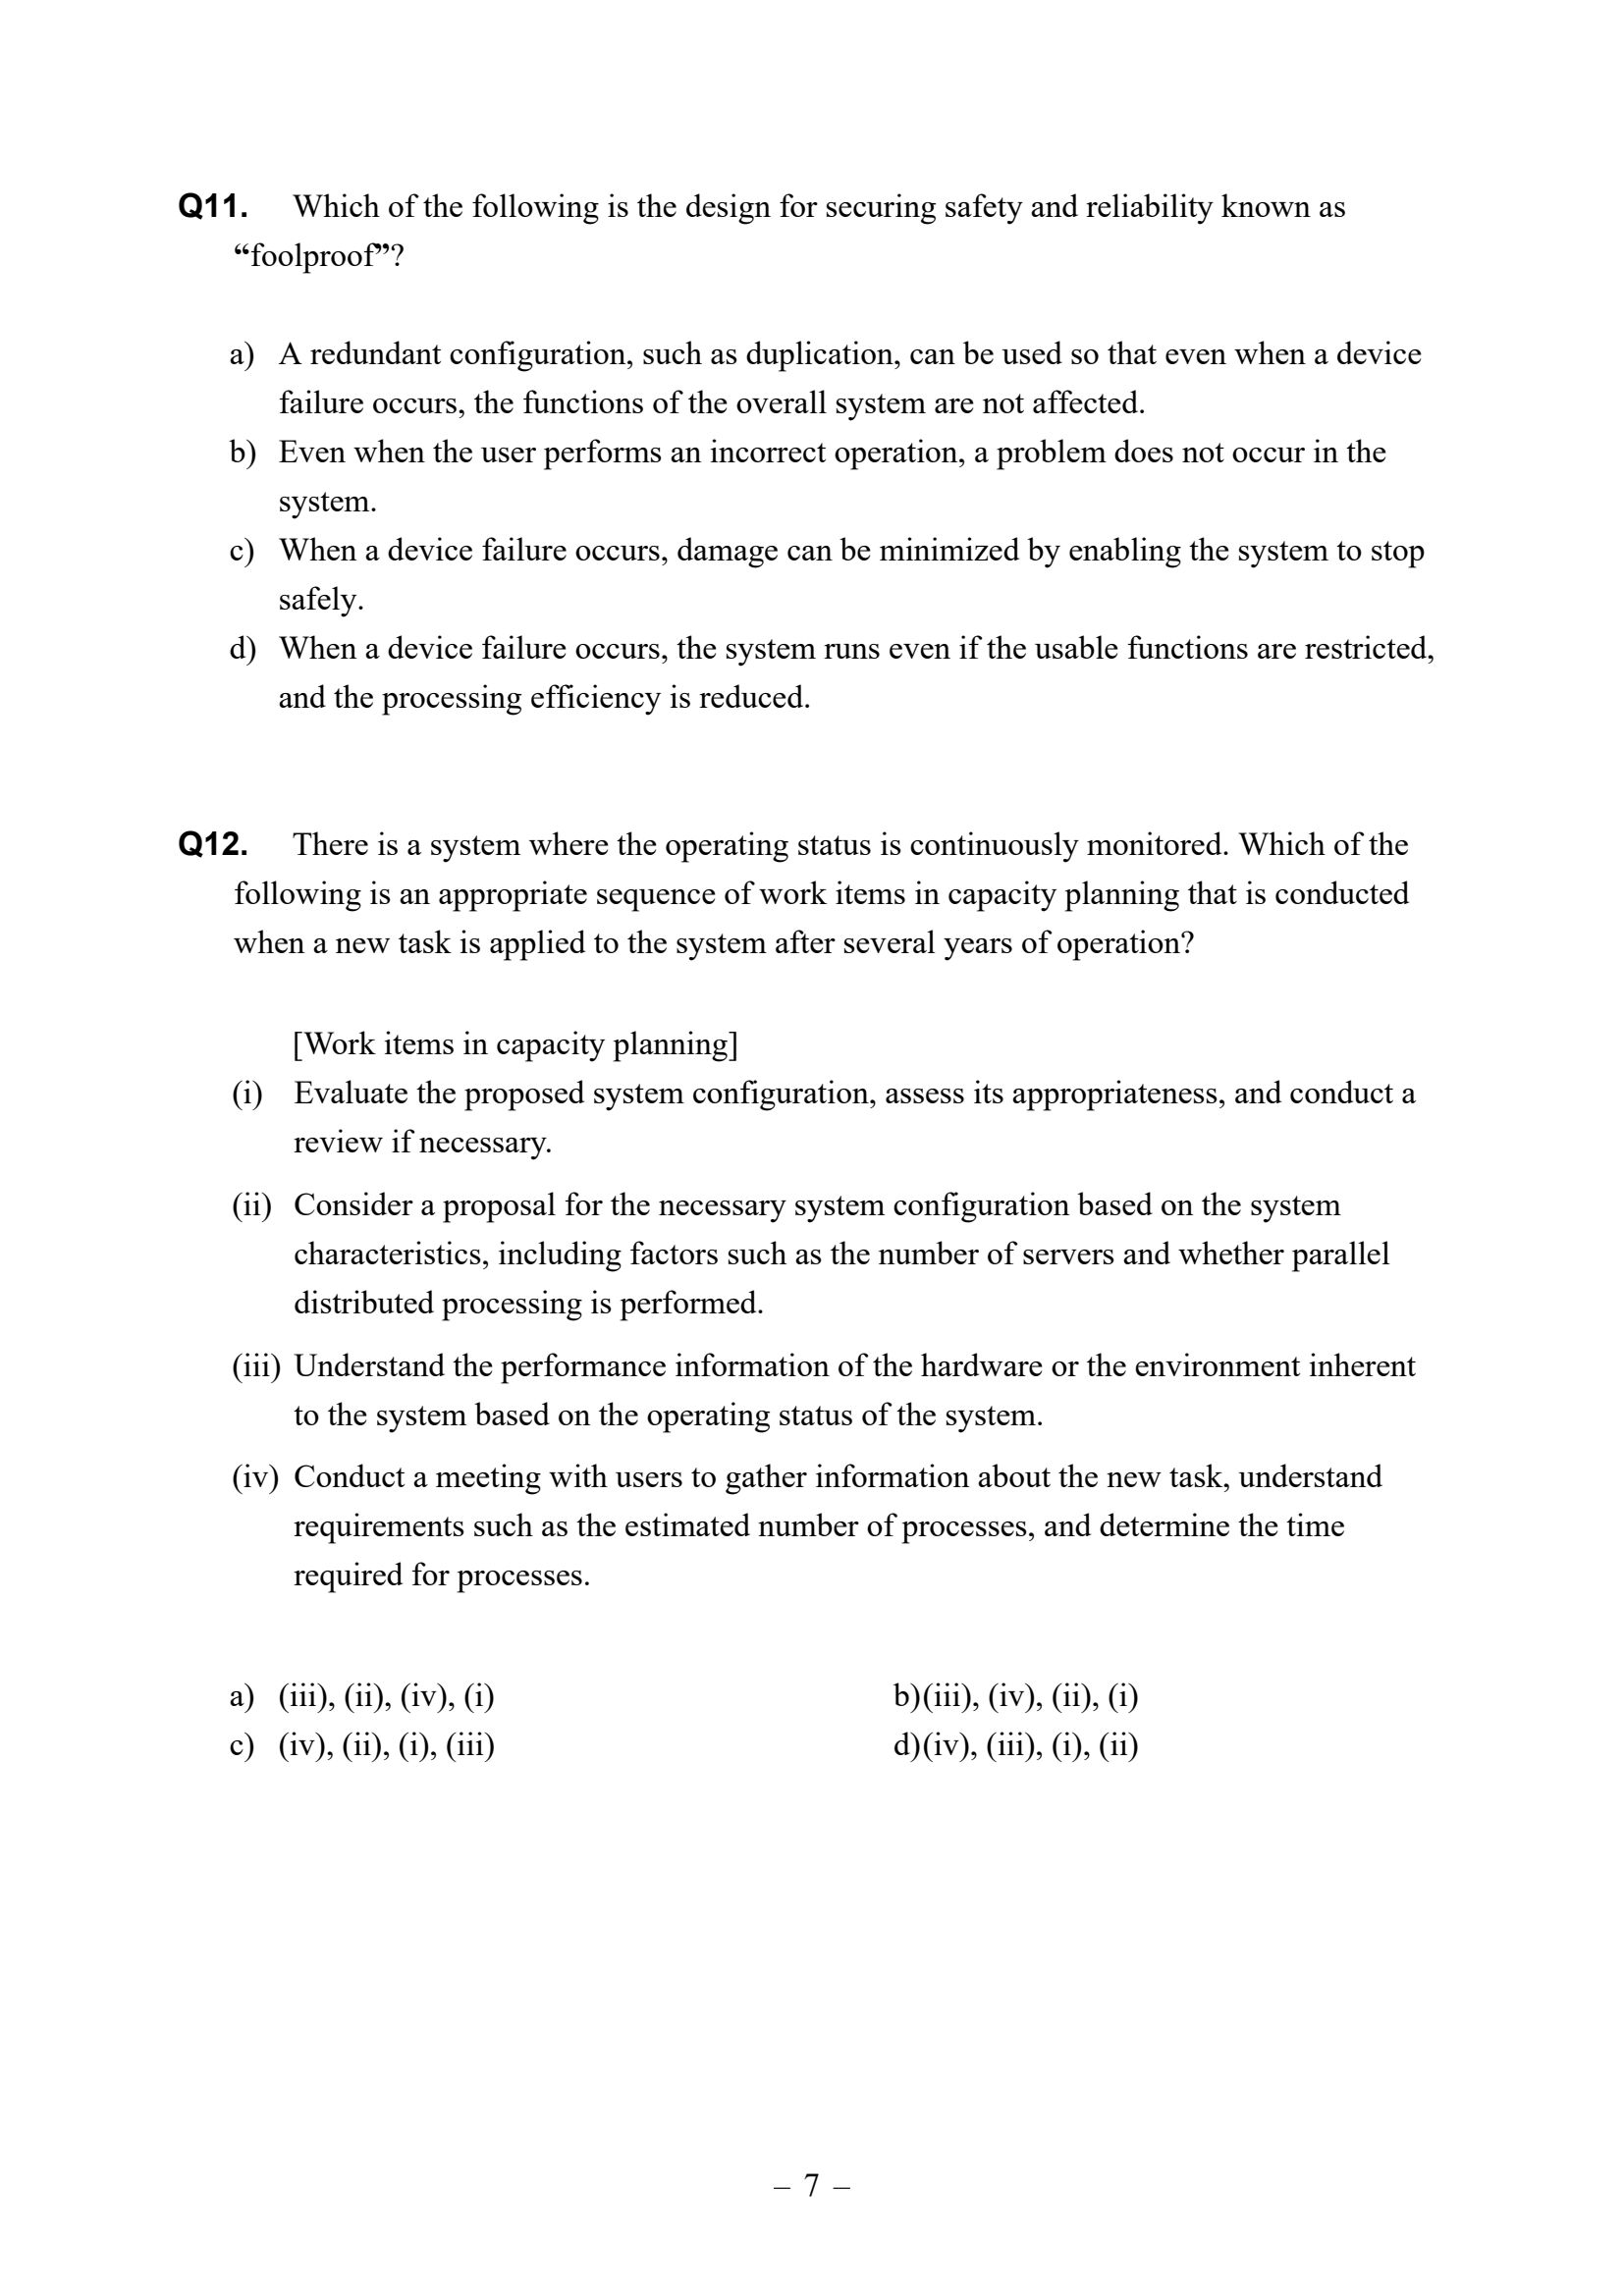 Q11. Which of the following is the design for securing safety and reliability known as
“foolproof”?
a) A redundant configuration, such as duplication, can be used so that even when a device
failure occurs, the functions of the overall system are not affected.
b) Even when the user performs an incorrect operation, a problem does not occur in the
system.
c) When a device failure occurs, damage can be minimized by enabling the system to stop
safely.
d) When a device failure occurs, the system runs even if the usable functions are restricted,
and the processing efficiency is reduced.
Q12. There is a system where the operating status is continuously monitored. Which of the
following is an appropriate sequence of work items in capacity planning that is conducted
when a new task is applied to the system after several years of operation?
[Work items in capacity planning]
(i) Evaluate the proposed system configuration, assess its appropriateness, and conduct a
review if necessary.
(ii) Consider a proposal for the necessary system configuration based on the system
characteristics, including factors such as the number of servers and whether parallel
distributed processing is performed.
(iii) Understand the performance information of the hardware or the environment inherent
to the system based on the operating status of the system.
(iv) Conduct a meeting with users to gather information about the new task, understand
requirements such as the estimated number of processes, and determine the time
required for processes.
a) (iii), (ii), (iv), (i) b)(iii), (iv), (ii), (i)
c) (iv), (ii), (i), (iii) d)(iv), (iii), (i), (ii)
– 7 –